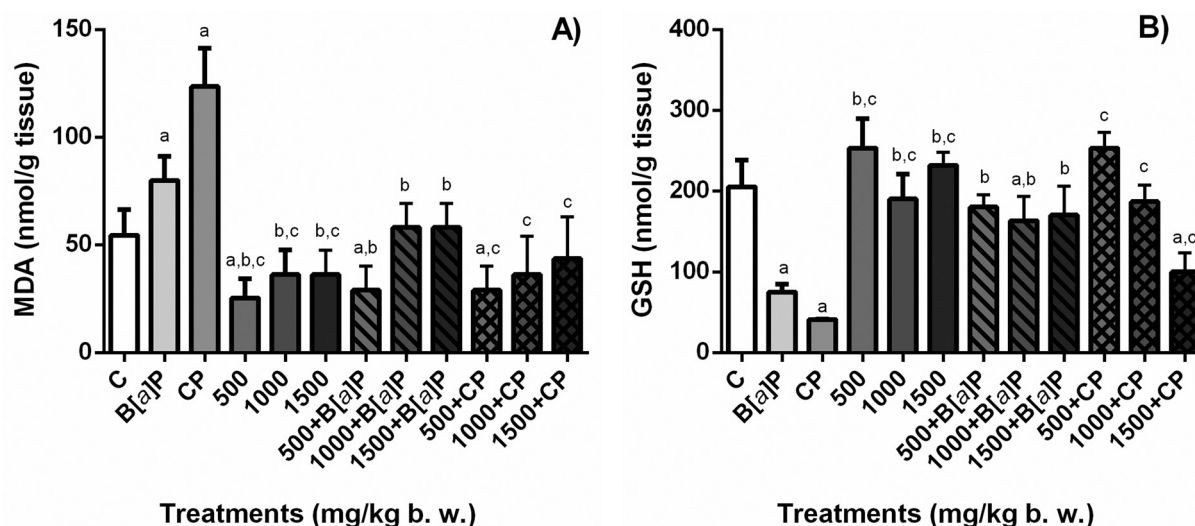 A)
MDA (nmol/g tissue)
150
100
50
0
a
a
a,b,c
b,c
b,c
a,b
b
b
a,c
c
c
C
B[a]P
CP
500
1000
1500
500+B[a]P
1000+B[a]P
1500+B[a]P
500+CP
1000+CP
1500+CP
Treatments (mg/kg b. w.)
B)
GSH (nmol/g tissue)
400
300
200
100
0
a
a
b,c
b,c
b,c
b
a,b
b
c
c
a,c
C
B[a]P
CP
500
1000
1500
500+B[a]P
1000+B[a]P
1500+B[a]P
500+CP
1000+CP
1500+CP
Treatments (mg/kg b. w.)